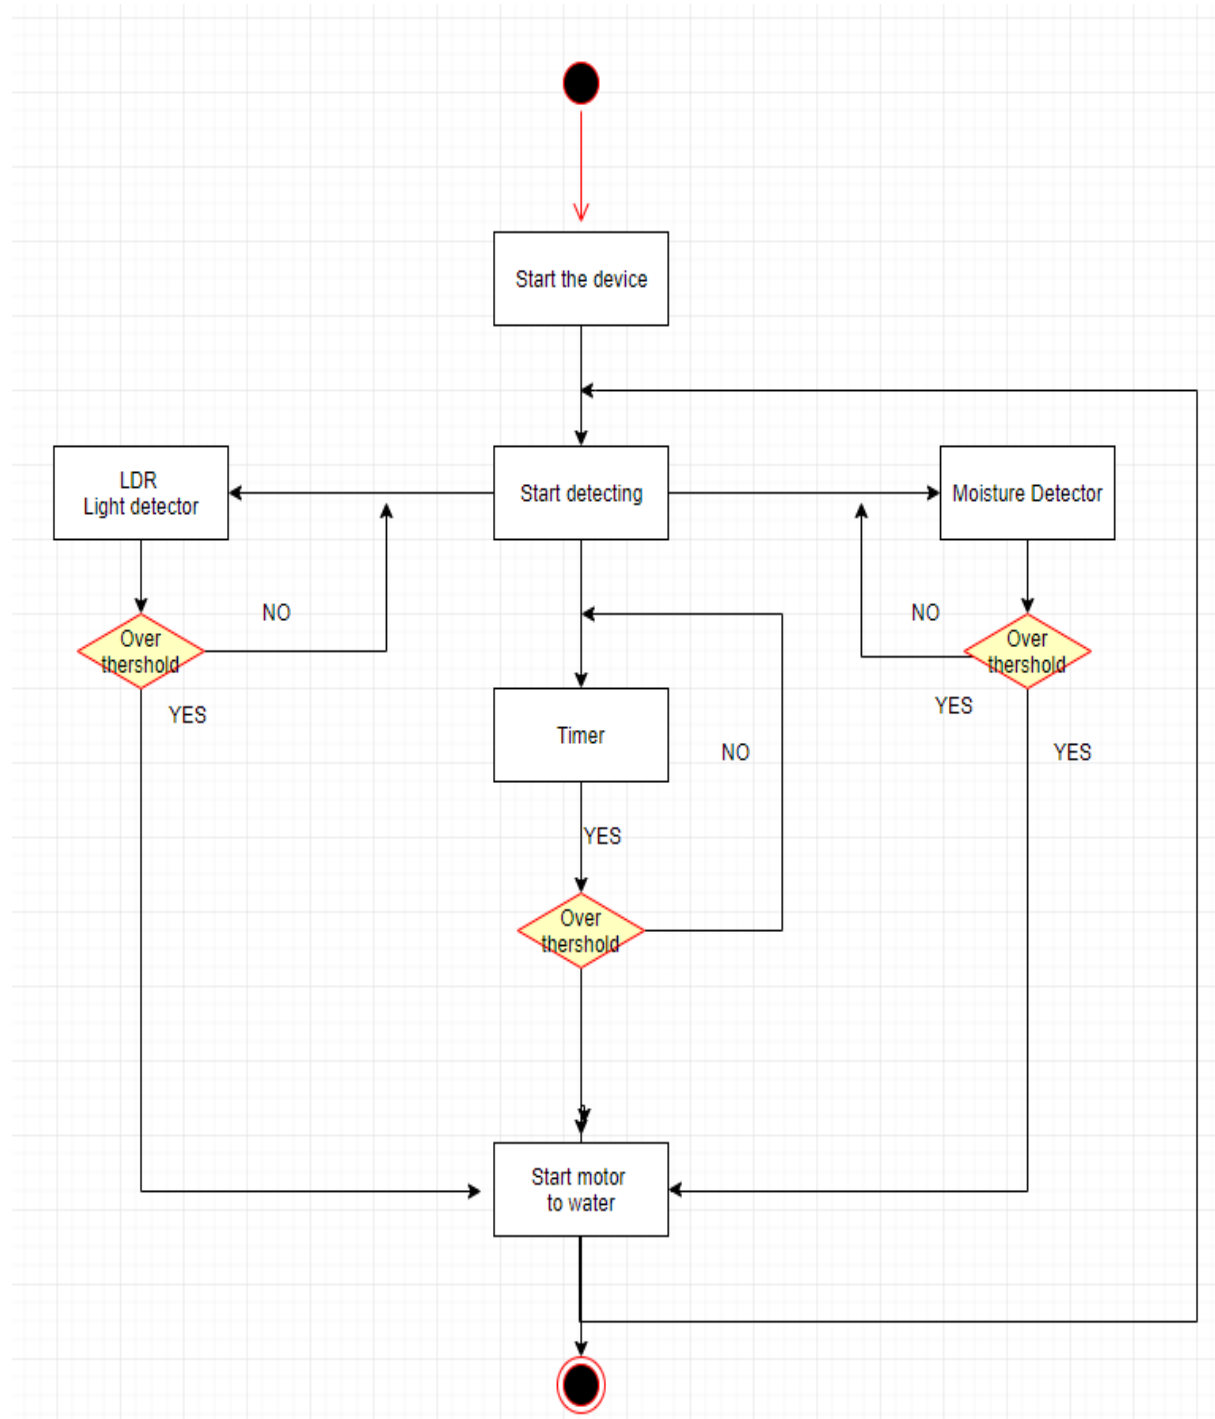 Start the device
LDR
Light detector
Start detecting
Moisture Detector
NO
NO
Over
thershold
Over
thershold
YES
YES
Timer
NO
YES
YES
Over
thershold
Start motor
to water